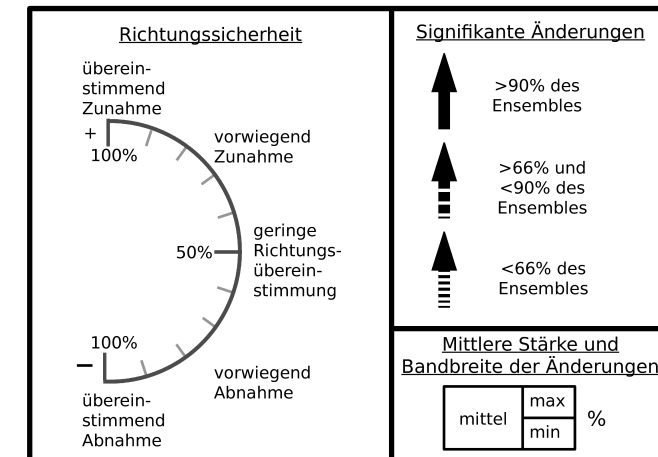 Richtungssicherheit
überein-
stimmend
Zunahme
+
100%
vorwiegend
Zunahme
50%
geringe
Richtungs-
überein-
stimmung
100%
−
vorwiegend
Abnahme
überein-
stimmend
Abnahme
Signifikante Änderungen
>90% des
Ensembles
>66% und
<90% des
Ensembles
<66% des
Ensembles
Mittlere Stärke und
Bandbreite der Änderungen
mittel
max
min
%